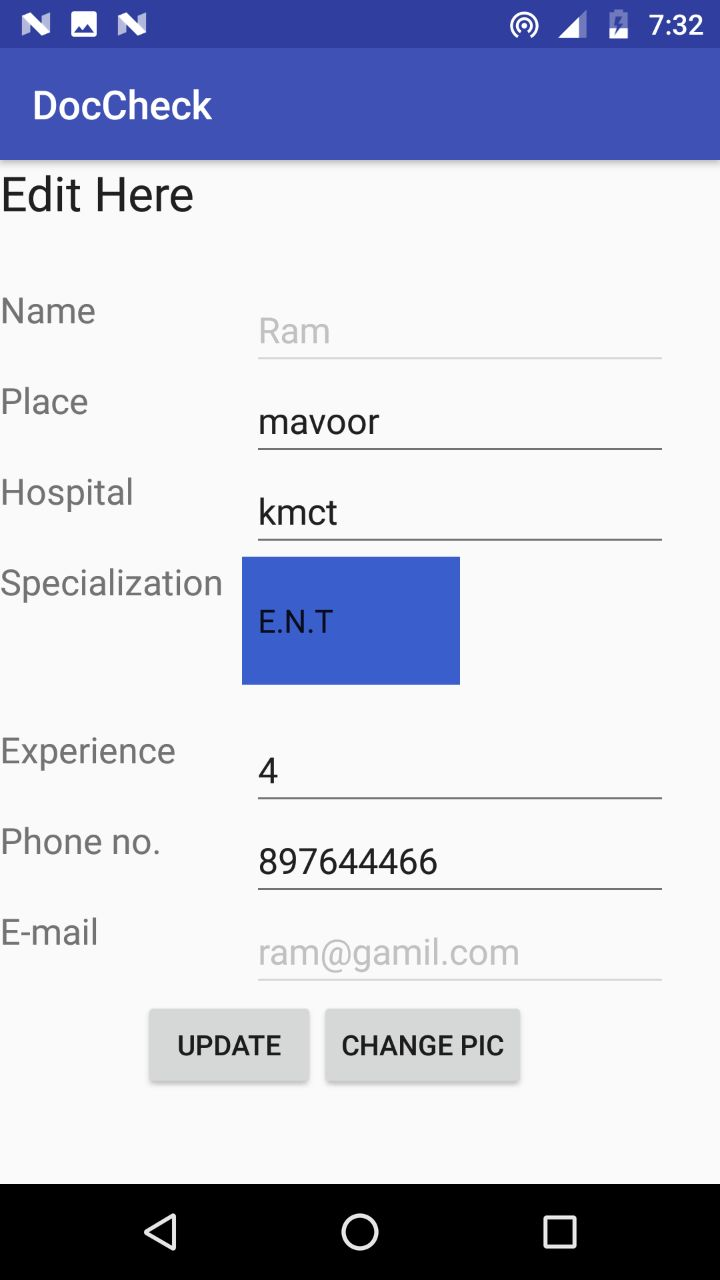 7:32
DocCheck
Edit Here
Name
Ram
Place
mavoor
Hospital
kmct
Specialization
E.N.T
Experience
4
Phone no.
897644466
E-mail
ram@gamil.com
UPDATE CHANGE PIC